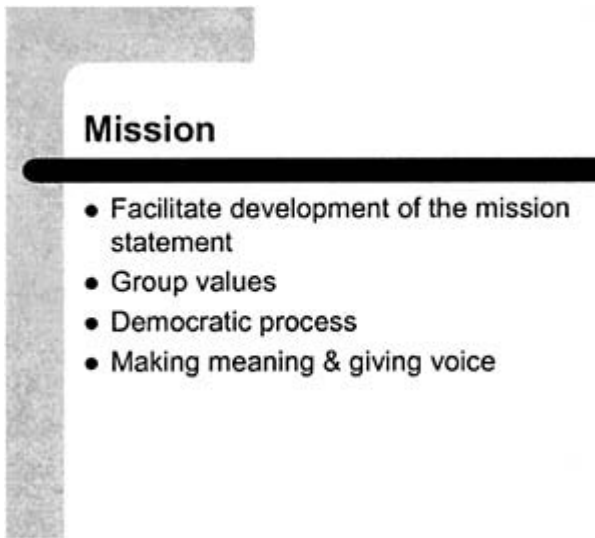 Mission
● Facilitate development of the mission
statement
● Group values
● Democratic process
● Making meaning & giving voice